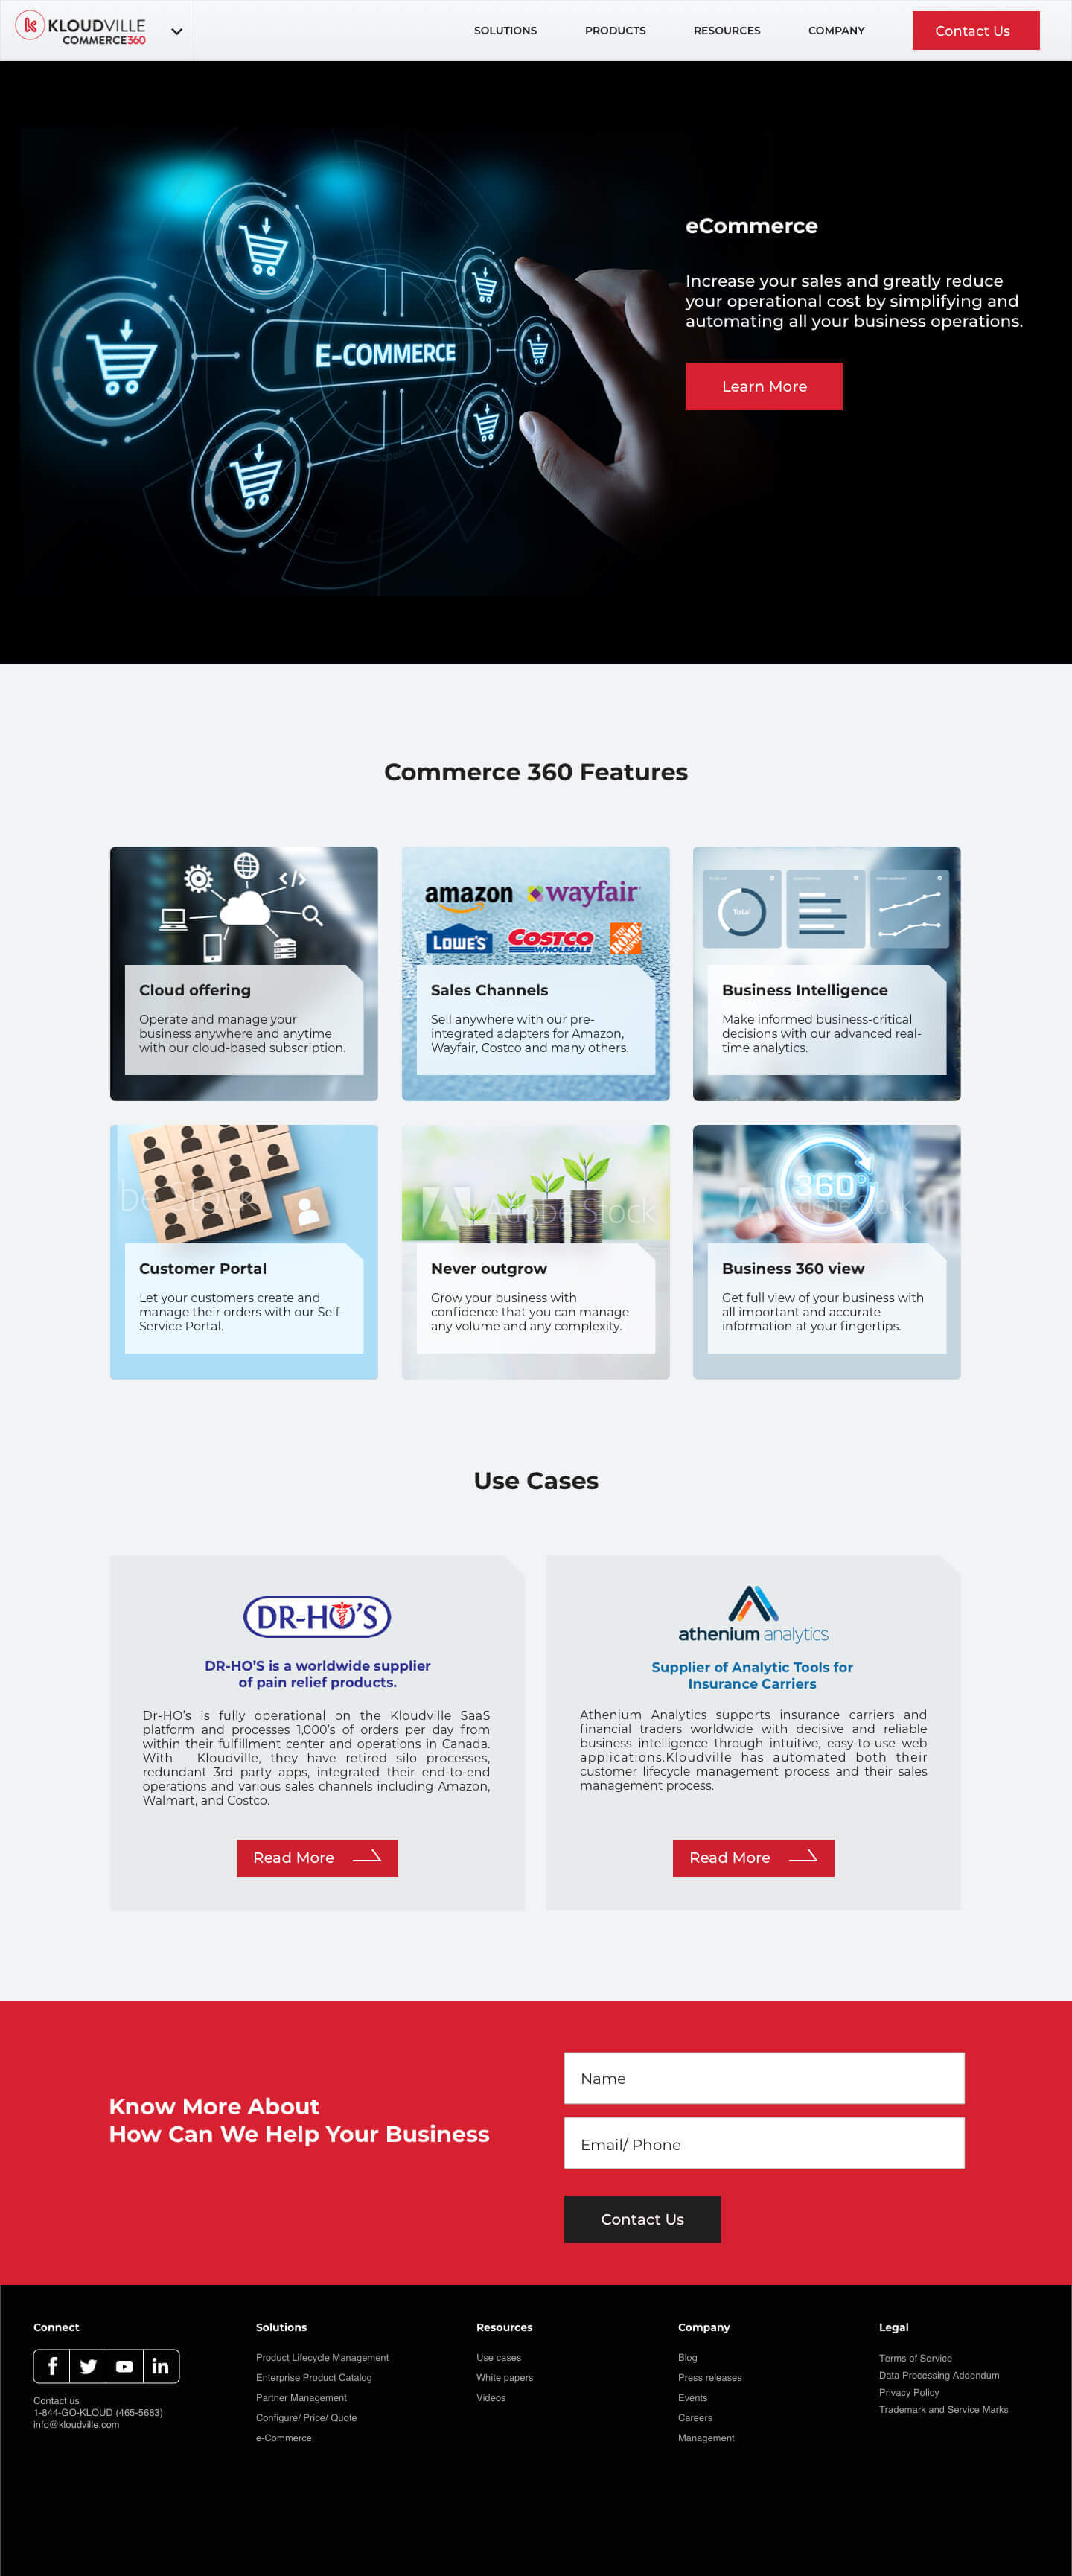 KLOUDVILLE
COMMERCE360
SOLUTIONS
PRODUCTS
RESOURCES
COMPANY
Contact Us
E-COMMERCE
eCommerce
Increase your sales and greatly reduce
your operational cost by simplifying and
automating all your business operations.
Learn More
Commerce 360 Features
Cloud offering
Operate and manage your
business anywhere and anytime
with our cloud-based subscription.
amazon wayfair
LOWE'S COSTCO WHOLESALE THE HOME DEPOT
Sales Channels
Sell anywhere with our pre-
integrated adapters for Amazon,
Wayfair, Costco and many others.
Total
Business Intelligence
Make informed business-critical
decisions with our advanced real-
time analytics.
be Stock
Customer Portal
Let your customers create and
manage their orders with our Self-
Service Portal.
Adobe Stock
Never outgrow
Grow your business with
confidence that you can manage
any volume and any complexity.
360°
Adobe Stock
Business 360 view
Get full view of your business with
all important and accurate
information at your fingertips.
Use Cases
DR-HO'S
DR-HO'S is a worldwide supplier
of pain relief products.
Dr-HO's is fully operational on the Kloudville SaaS
platform and processes 1,000's of orders per day from
within their fulfillment center and operations in Canada.
With Kloudville, they have retired silo processes,
redundant 3rd party apps, integrated their end-to-end
operations and various sales channels including Amazon,
Walmart, and Costco.
Read More
athenium analytics
Supplier of Analytic Tools for
Insurance Carriers
Athenium Analytics supports insurance carriers and
financial traders worldwide with decisive and reliable
business intelligence through intuitive, easy-to-use web
applications.Kloudville has automated both their
customer lifecycle management process and their sales
management process.
Read More
Know More About
How Can We Help Your Business
Name
Email/ Phone
Contact Us
Connect
Contact us
1-844-GO-KLOUD (465-5683)
info@kloudville.com
Solutions
Product Lifecycle Management
Enterprise Product Catalog
Partner Management
Configure/ Price/ Quote
e-Commerce
Resources
Use cases
White papers
Videos
Company
Blog
Press releases
Events
Careers
Management
Legal
Terms of Service
Data Processing Addendum
Privacy Policy
Trademark and Service Marks